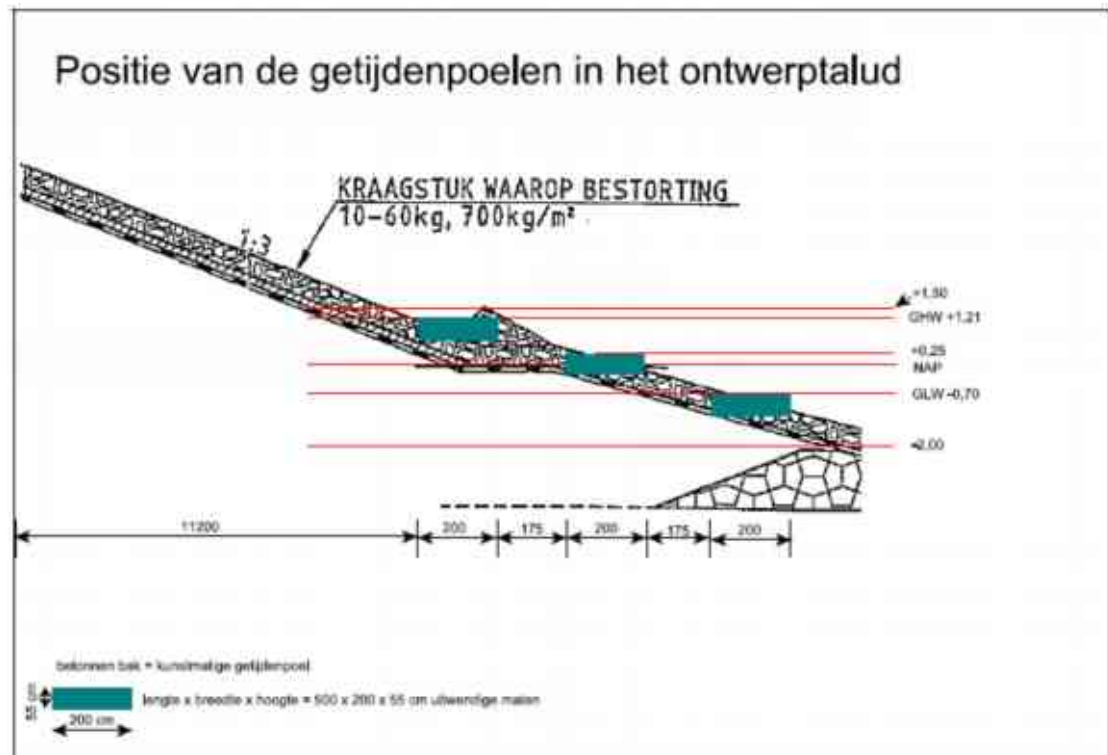 Positie van de getijdenpoelen in het ontwerptalud
KRAAGSTUK WAAROP BESTORTING
10-60kg, 700kg/m²
1:3
+1,50
GHW +1,21
+0,25
NAP
GLW -0,70
-2,00
11200
200
175
200
175
200
betonnen bak = kunstmatige getijdenpoel
55 cm
lengte x breedte x hoogte = 500 x 200 x 55 cm uitwendige maten
200 cm